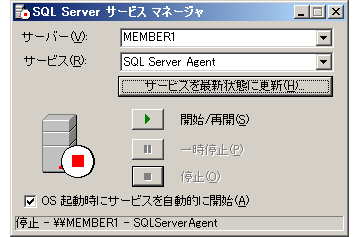 SQL Server サービス マネージャ
サーバー(V): MEMBER1
サービス(R): SQL Server Agent
サービスを最新状態に更新(H)...
開始/再開(S)
一時停止(P)
停止(O)
OS 起動時にサービスを自動的に開始(A)
停止 - \\MEMBER1 - SQLServerAgent